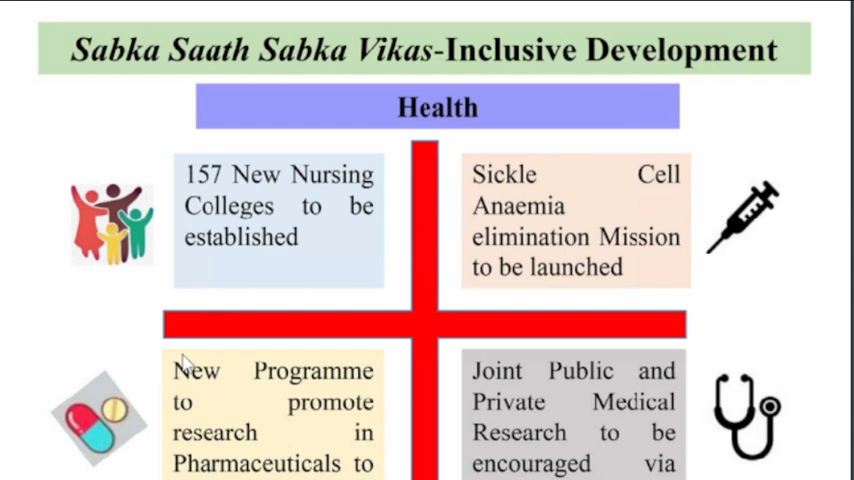 Sabka Saath Sabka Vikas-Inclusive Development
Health
157 New Nursing
Colleges to be
established
Sickle Cell
Anaemia
elimination Mission
to be launched
New Programme
to promote
research in
Pharmaceuticals to
Joint Public and
Private Medical
Research to be
encouraged via